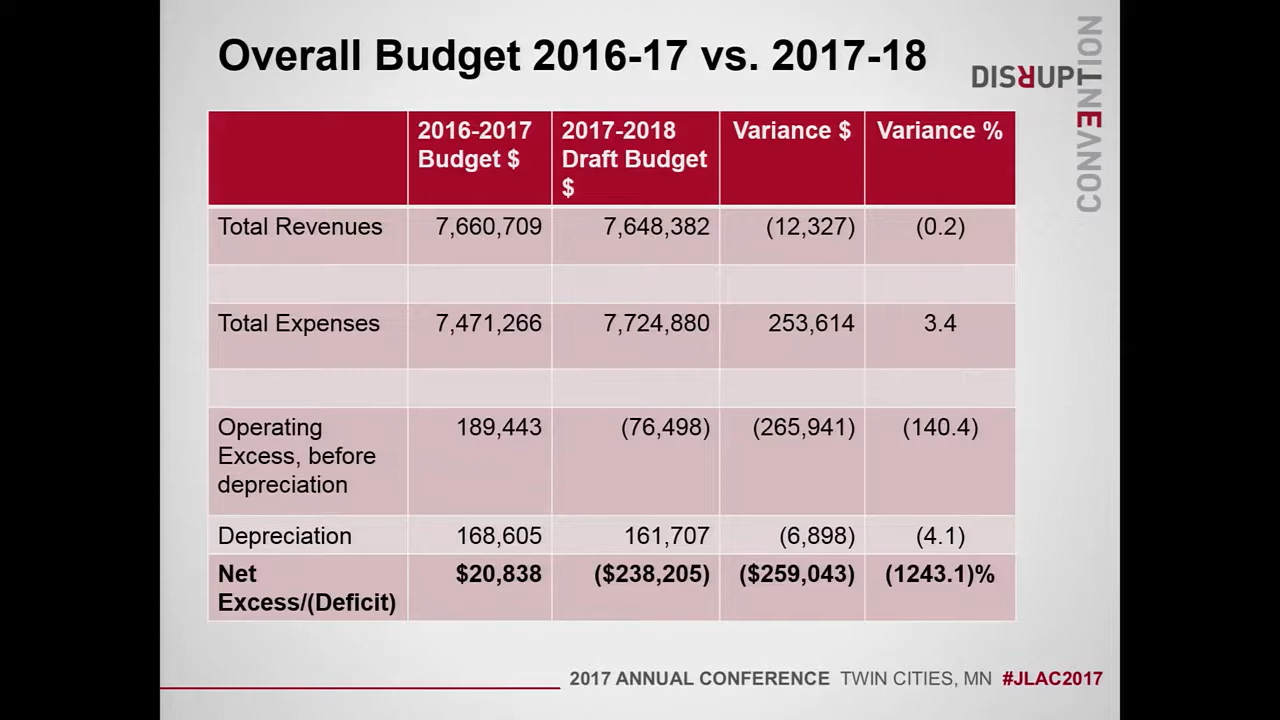 Overall Budget 2016-17 vs. 2017-18
DISRUPT
CONVENTION
2016-2017 Budget $
2017-2018 Draft Budget $
Variance $
Variance %
Total Revenues 7,660,709 7,648,382 (12,327) (0.2)
Total Expenses 7,471,266 7,724,880 253,614 3.4
Operating Excess, before depreciation 189,443 (76,498) (265,941) (140.4)
Depreciation 168,605 161,707 (6,898) (4.1)
Net Excess/(Deficit) $20,838 ($238,205) ($259,043) (1243.1)%
2017 ANNUAL CONFERENCE TWIN CITIES, MN #JLAC2017